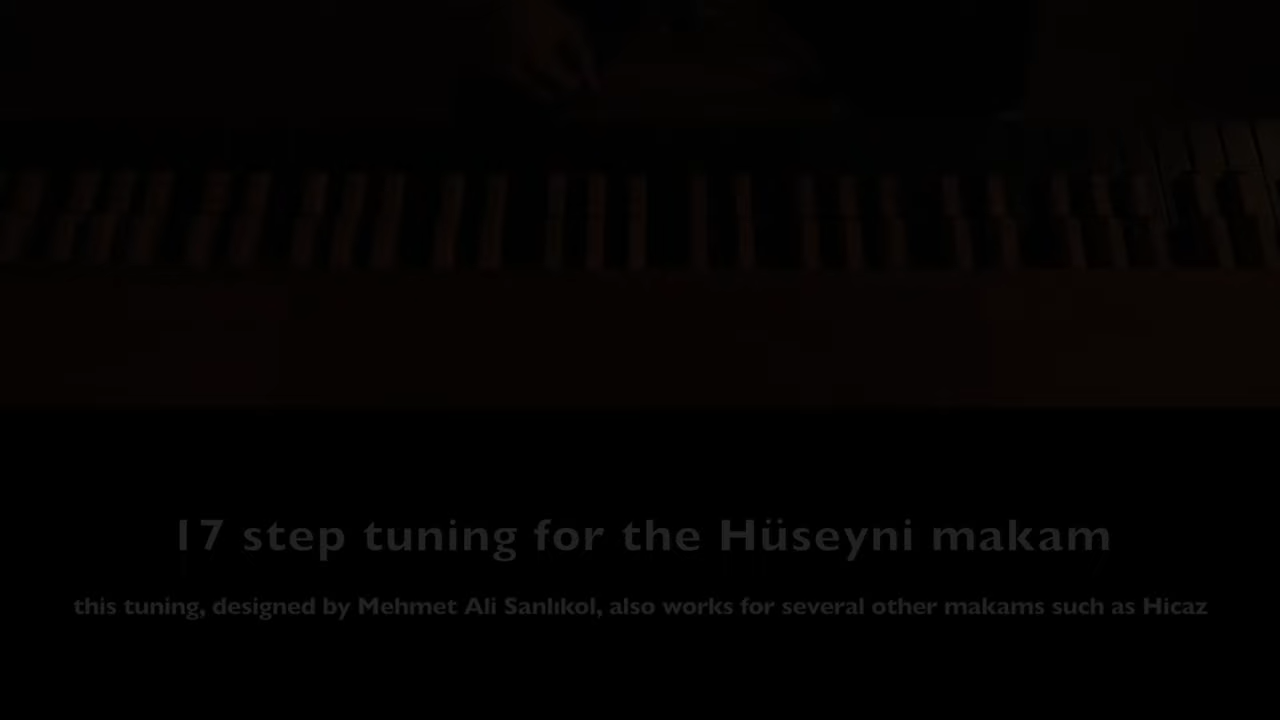 17 step tuning for the Hüseyni makam
this tuning, designed by Mehmet Ali Sanlıkol, also works for several other makams such as Hicaz